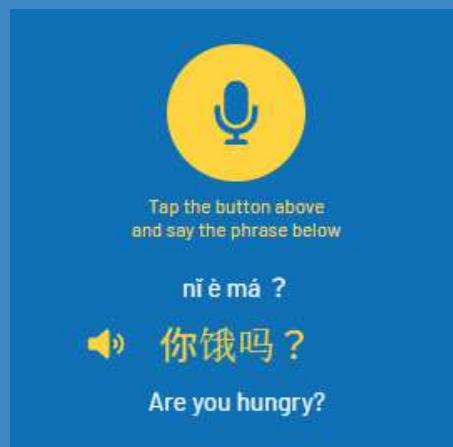 Tap the button above
and say the phrase below
nǐ è má ?
你饿吗？
Are you hungry?